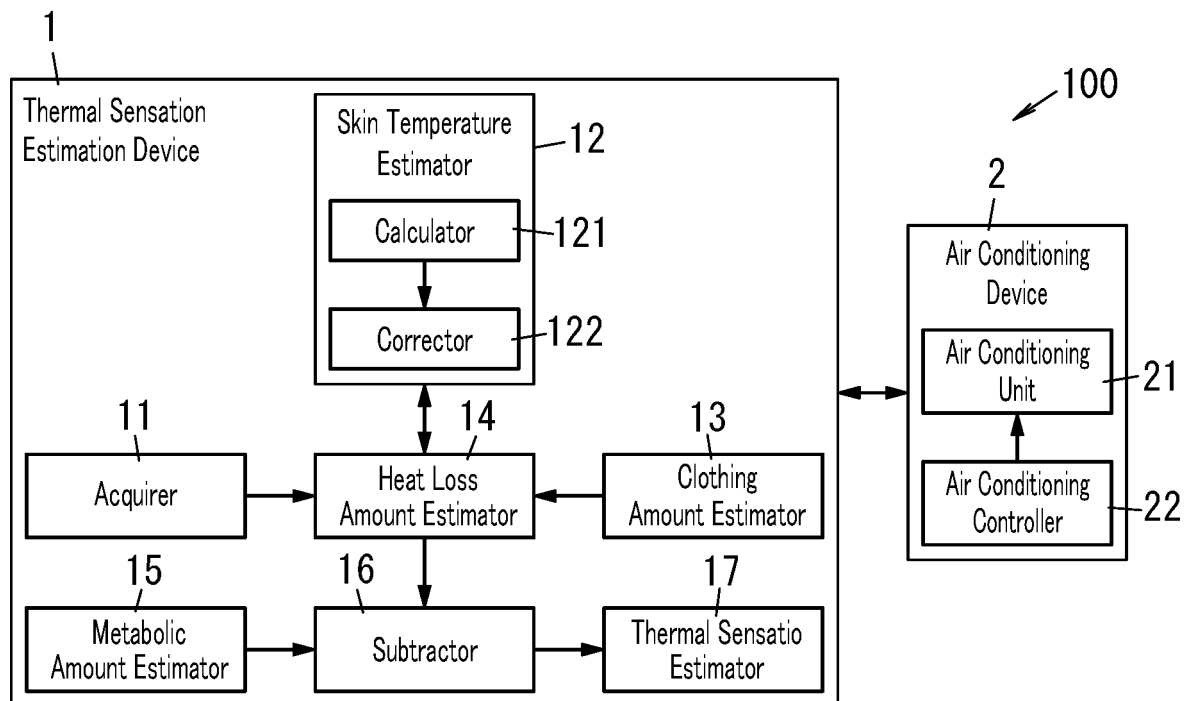 1
Thermal Sensation
Estimation Device
Skin Temperature
Estimator
12
Calculator
121
Corrector
122
100
2
Air Conditioning
Device
Air Conditioning
Unit
21
Air Conditioning
Controller
22
11
Acquirer
14
Heat Loss
Amount Estimator
13
Clothing
Amount Estimator
15
Metabolic
Amount Estimator
16
Subtractor
17
Thermal Sensatio
Estimator